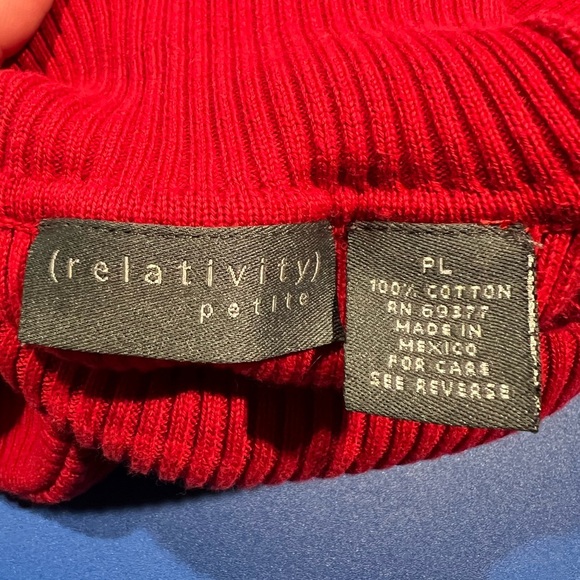 (relativity)
petite
PL
100% COTTON
RN 69377
MADE IN
MEXICO
FOR CARE
SEE REVERSE